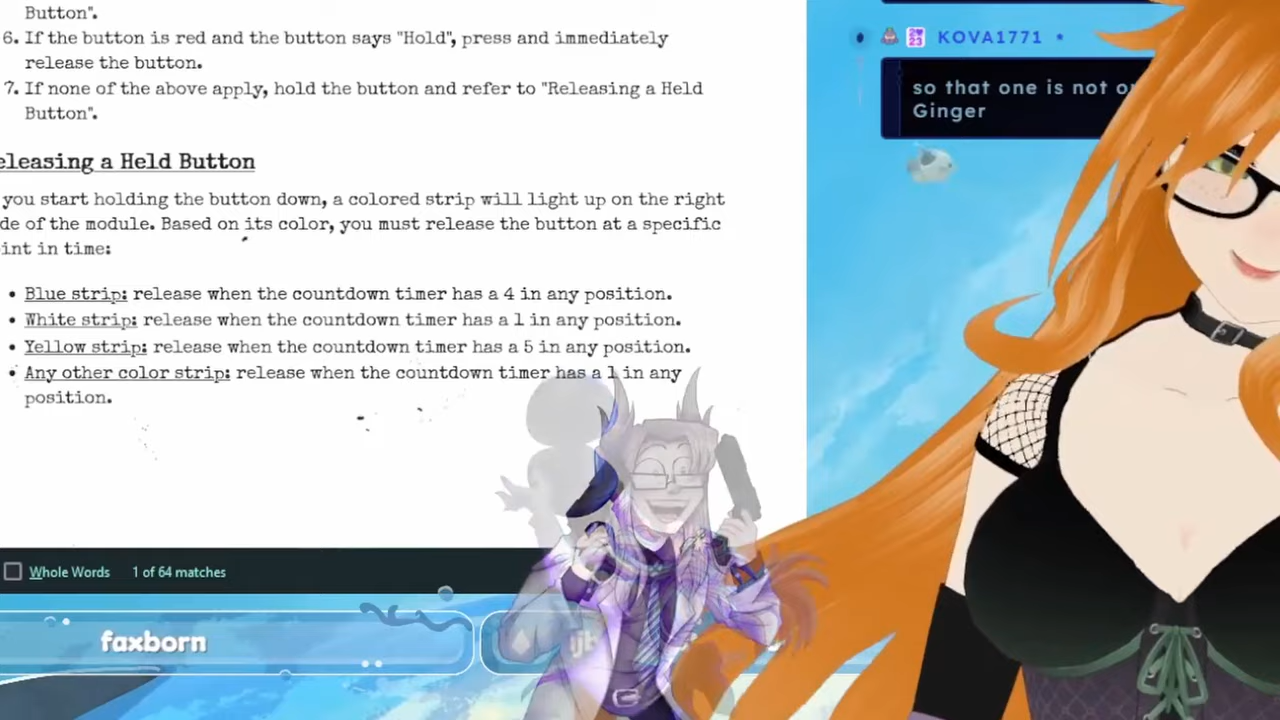 Button".
6. If the button is red and the button says "Hold", press and immediately
release the button.
7. If none of the above apply, hold the button and refer to "Releasing a Held
Button".
eleasing a Held Button
you start holding the button down, a colored strip will light up on the right
de of the module. Based on its color, you must release the button at a specific
int in time:
• Blue strip: release when the countdown timer has a 4 in any position.
• White strip: release when the countdown timer has a 1 in any position.
• Yellow strip: release when the countdown timer has a 5 in any position.
• Any other color strip: release when the countdown timer has a 1 in any
position.
Whole Words 1 of 64 matches
faxborn
KOVA1771
so that one is not
Ginger